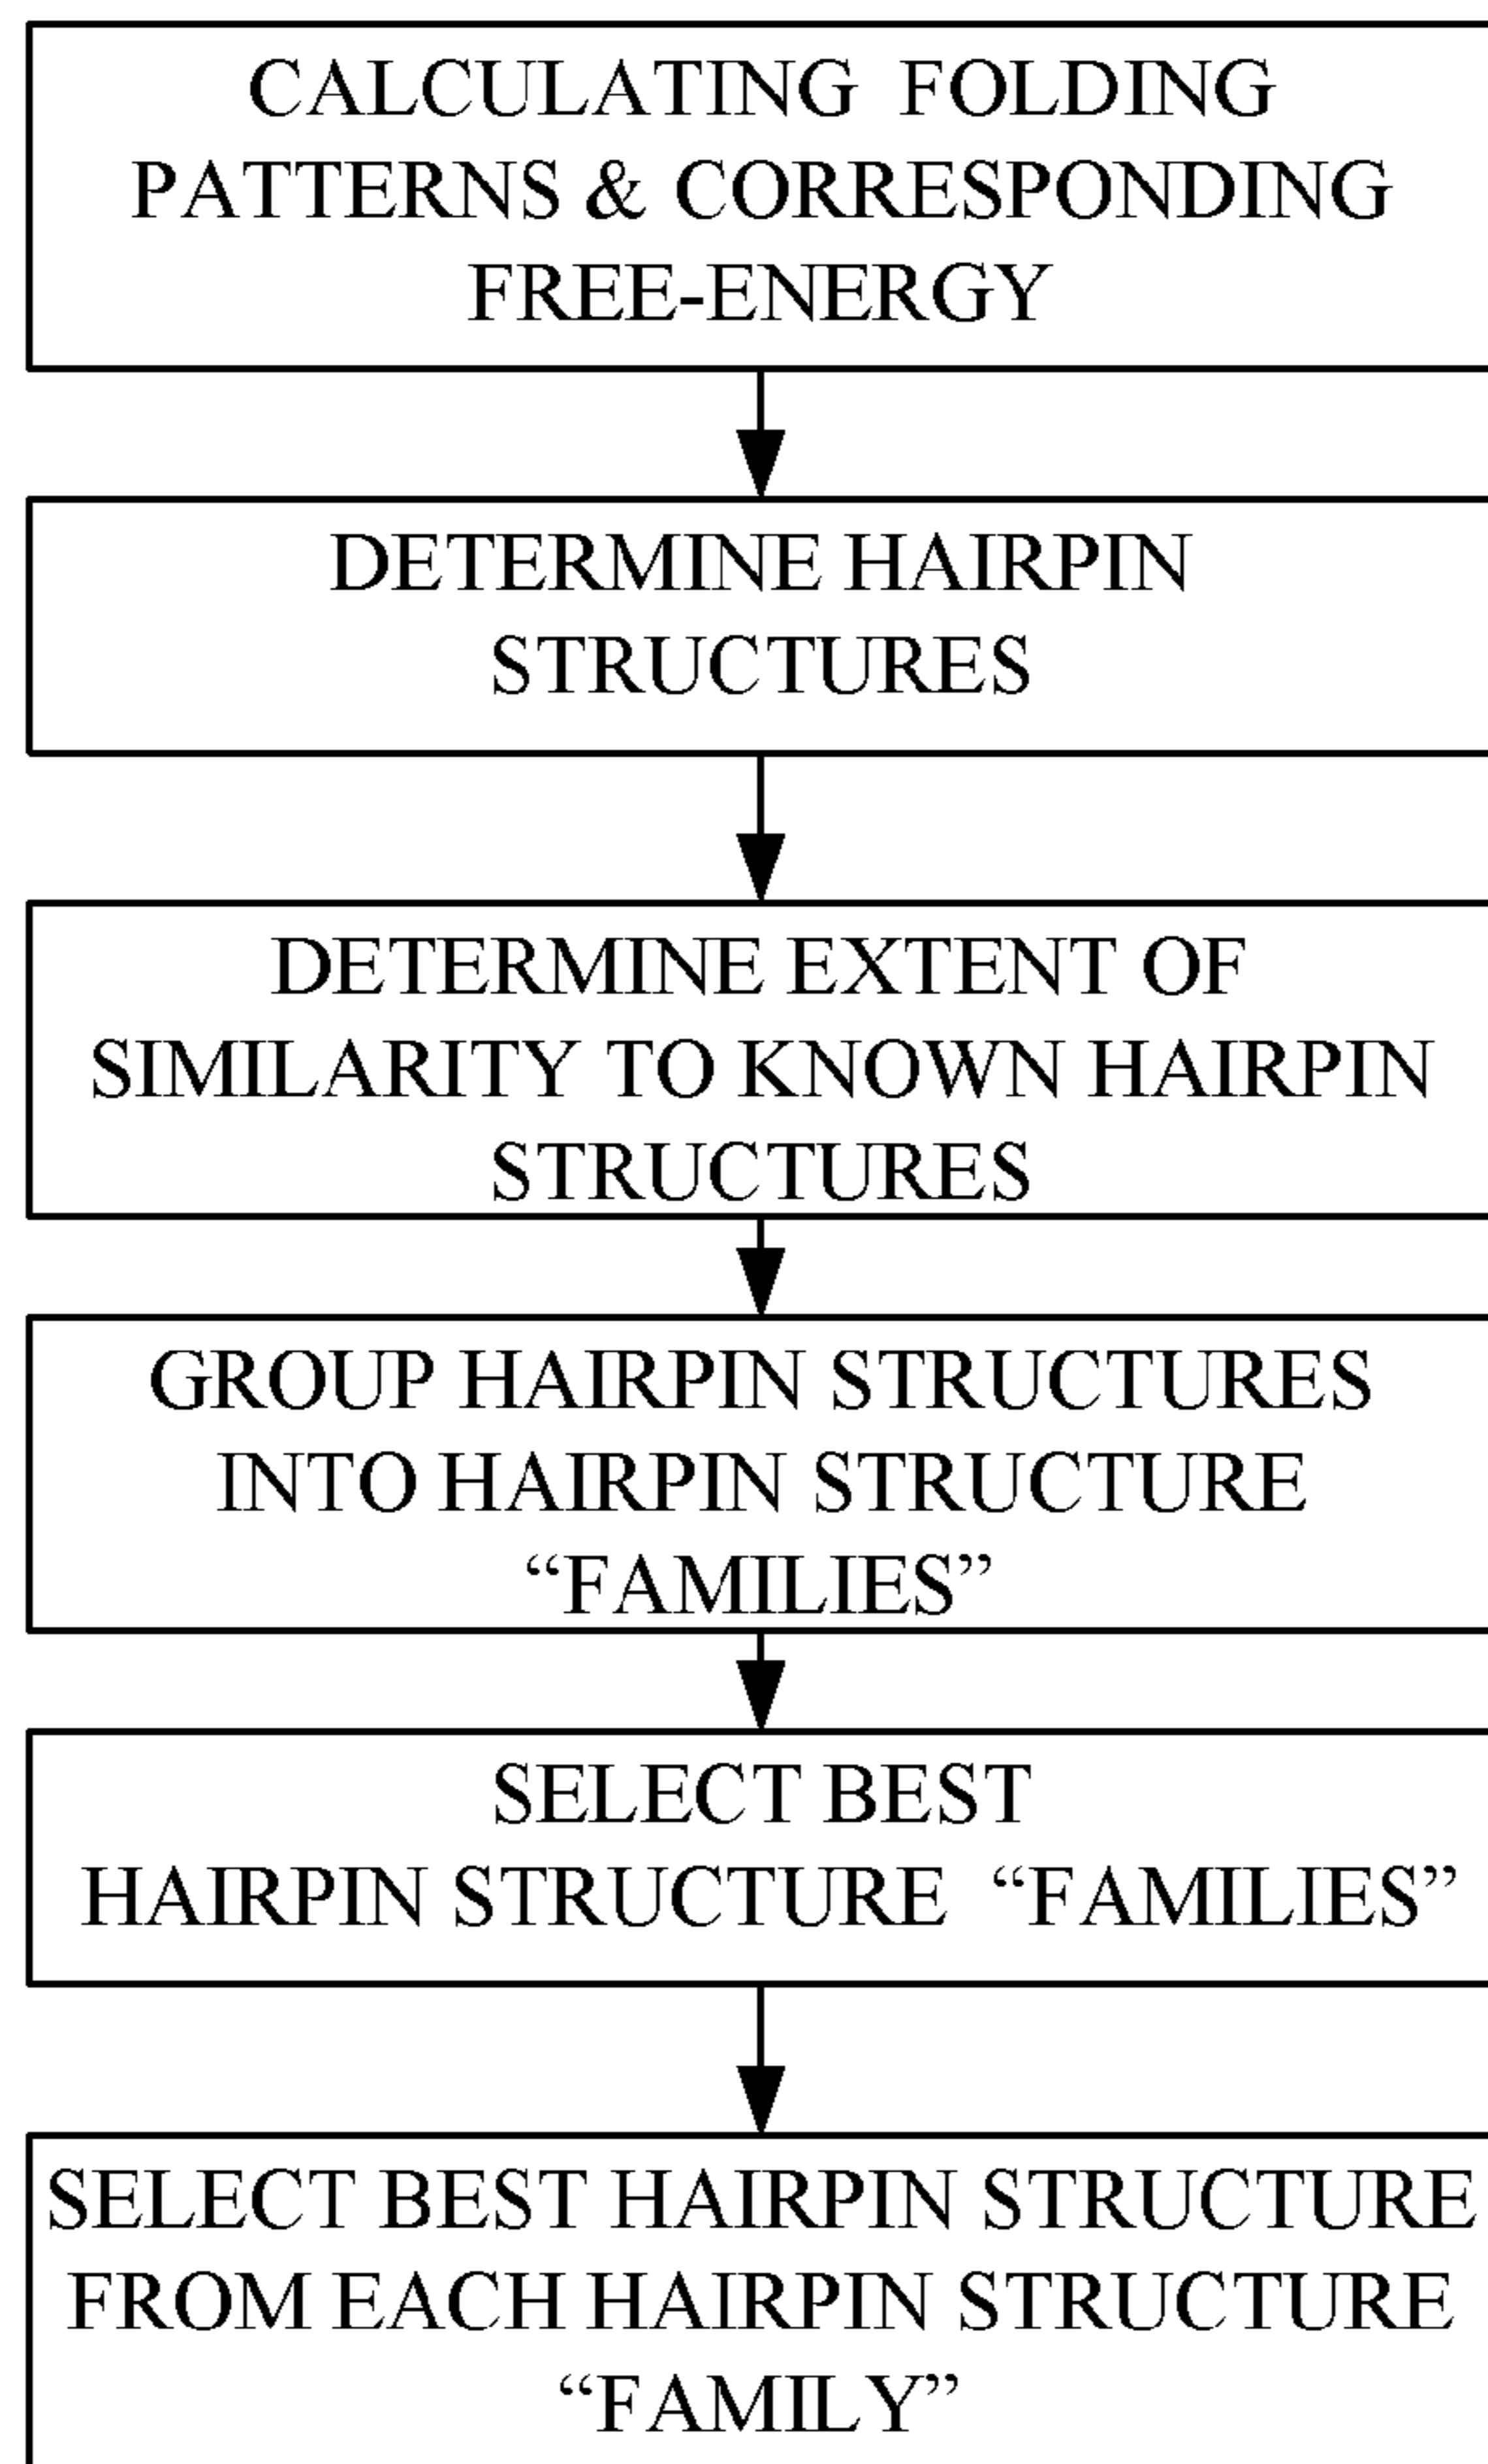 CALCULATING FOLDING
PATTERNS & CORRESPONDING
FREE-ENERGY
DETERMINE HAIRPIN
STRUCTURES
DETERMINE EXTENT OF
SIMILARITY TO KNOWN HAIRPIN
STRUCTURES
GROUP HAIRPIN STRUCTURES
INTO HAIRPIN STRUCTURE
“FAMILIES”
SELECT BEST
HAIRPIN STRUCTURE “FAMILIES”
SELECT BEST HAIRPIN STRUCTURE
FROM EACH HAIRPIN STRUCTURE
“FAMILY”